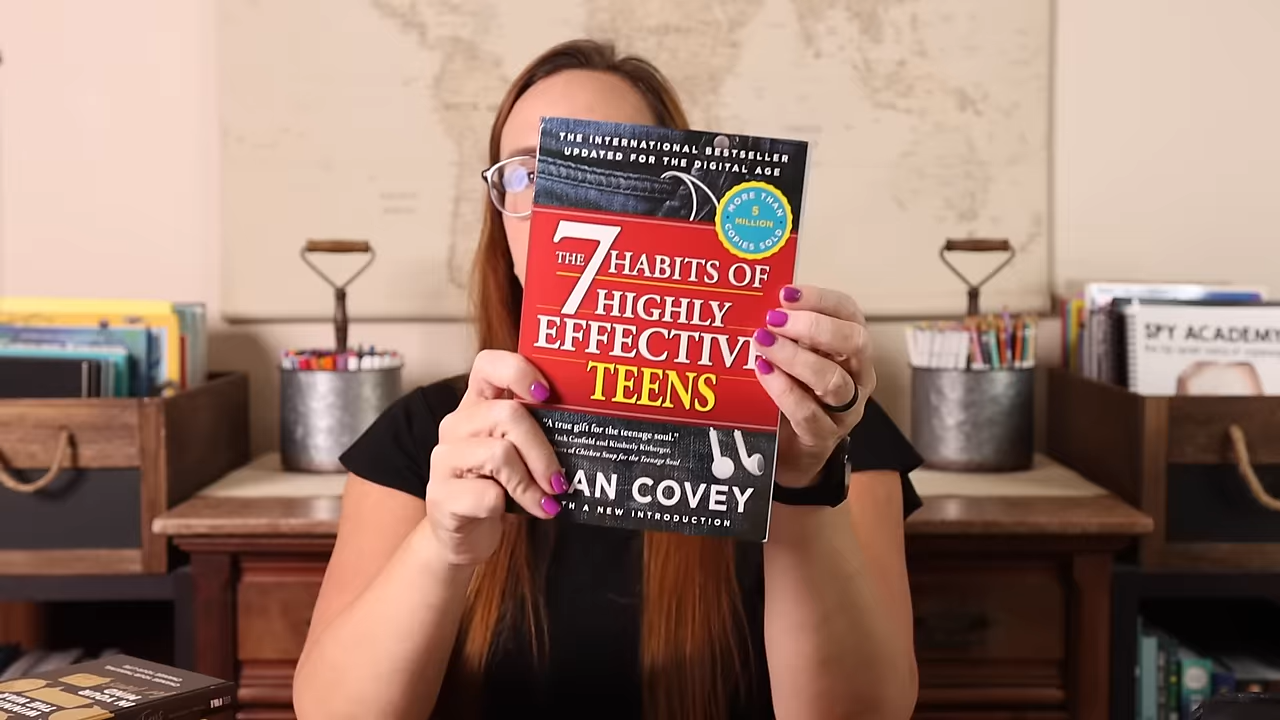 THE INTERNATIONAL BESTSELLER
UPDATED FOR THE DIGITAL AGE
MORE THAN
5
MILLION
COPIES SOLD
THE 7 HABITS OF
HIGHLY
EFFECTIVE
TEENS
"A true gift for the teenage soul."
Jack Canfield and Kimberly Kirberger,
of Chicken Soup for the Teenage Soul
AN COVEY
TH A NEW INTRODUCTION
SPY ACADEMY
IN YOUR